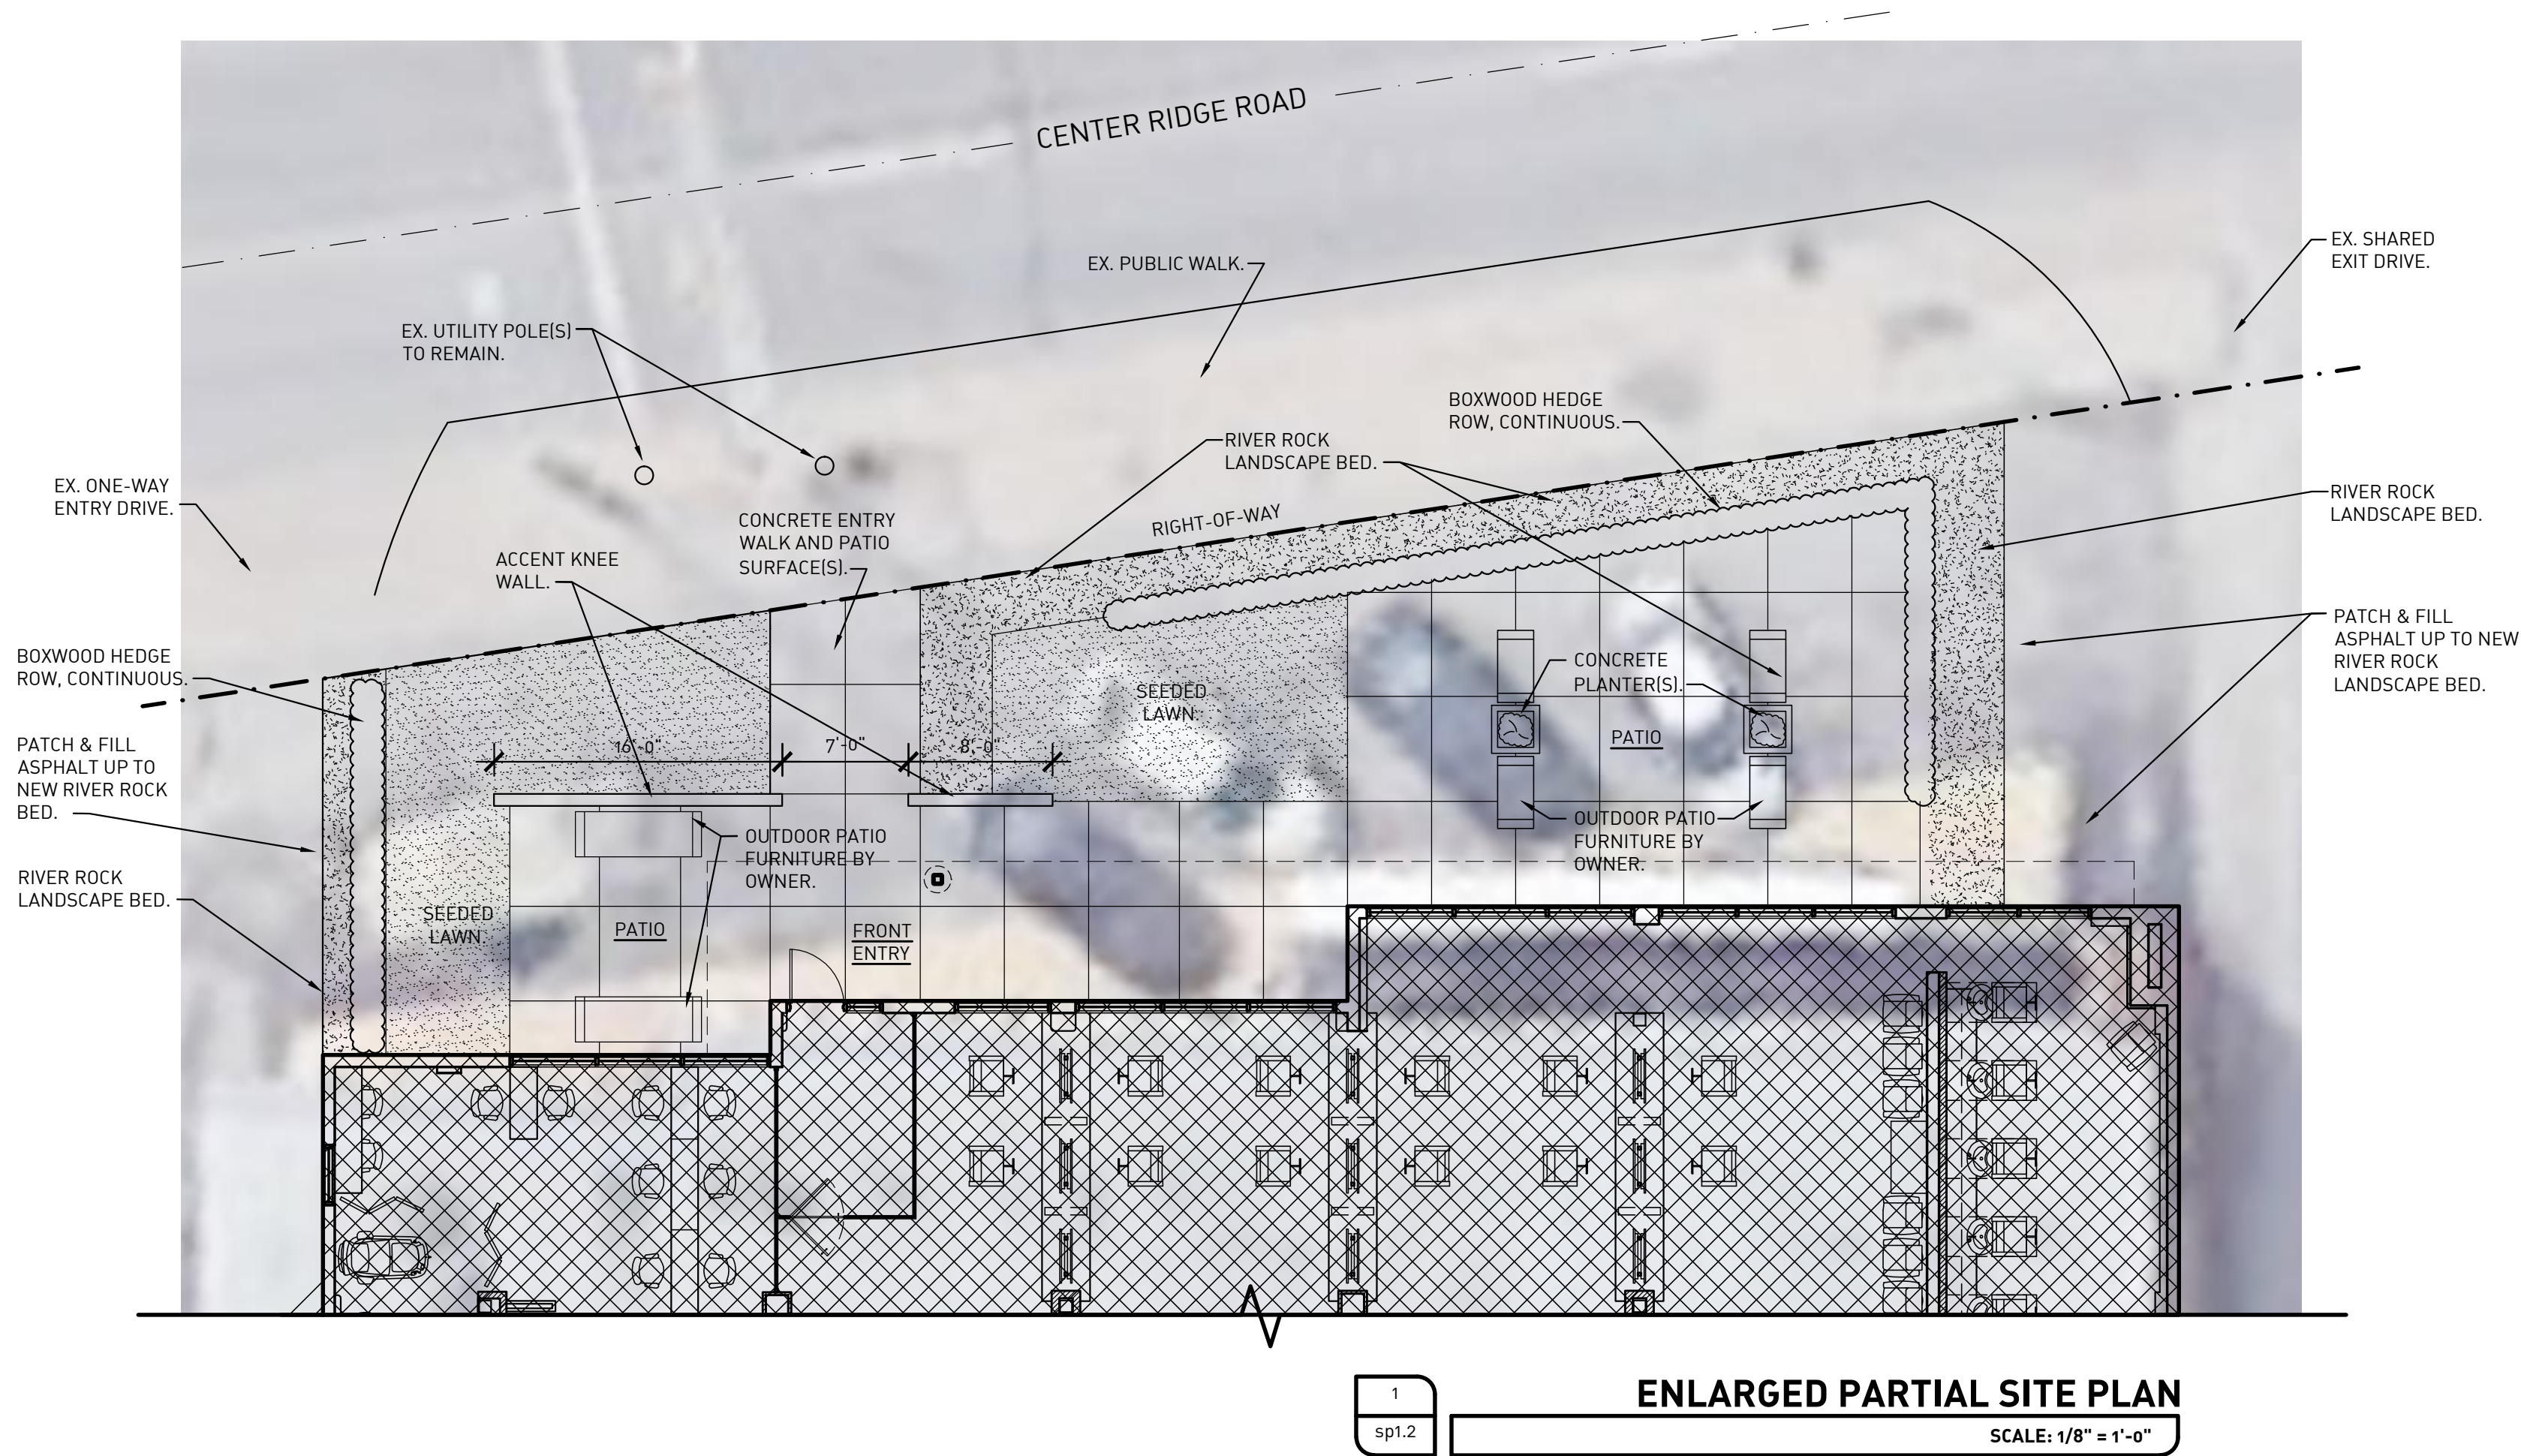 CENTER RIDGE ROAD
EX. SHARED
EXIT DRIVE.
EX. PUBLIC WALK.
EX. UTILITY POLE(S)
TO REMAIN.
BOXWOOD HEDGE
ROW, CONTINUOUS.
RIVER ROCK
LANDSCAPE BED.
EX. ONE-WAY
ENTRY DRIVE.
RIVER ROCK
LANDSCAPE BED.
CONCRETE ENTRY
WALK AND PATIO
SURFACE(S).
RIGHT-OF-WAY
ACCENT KNEE
WALL.
PATCH & FILL
ASPHALT UP TO NEW
RIVER ROCK
LANDSCAPE BED.
BOXWOOD HEDGE
ROW, CONTINUOUS.
CONCRETE
PLANTER(S).
SEEDED
LAWN
PATIO
16'-0"
7'-0"
8'-0"
PATCH & FILL
ASPHALT UP TO
NEW RIVER ROCK
BED.
OUTDOOR PATIO
FURNITURE BY
OWNER.
OUTDOOR PATIO
FURNITURE BY
OWNER.
RIVER ROCK
LANDSCAPE BED.
SEEDED
LAWN
PATIO
FRONT
ENTRY
1
sp1.2
ENLARGED PARTIAL SITE PLAN
SCALE: 1/8" = 1'-0"